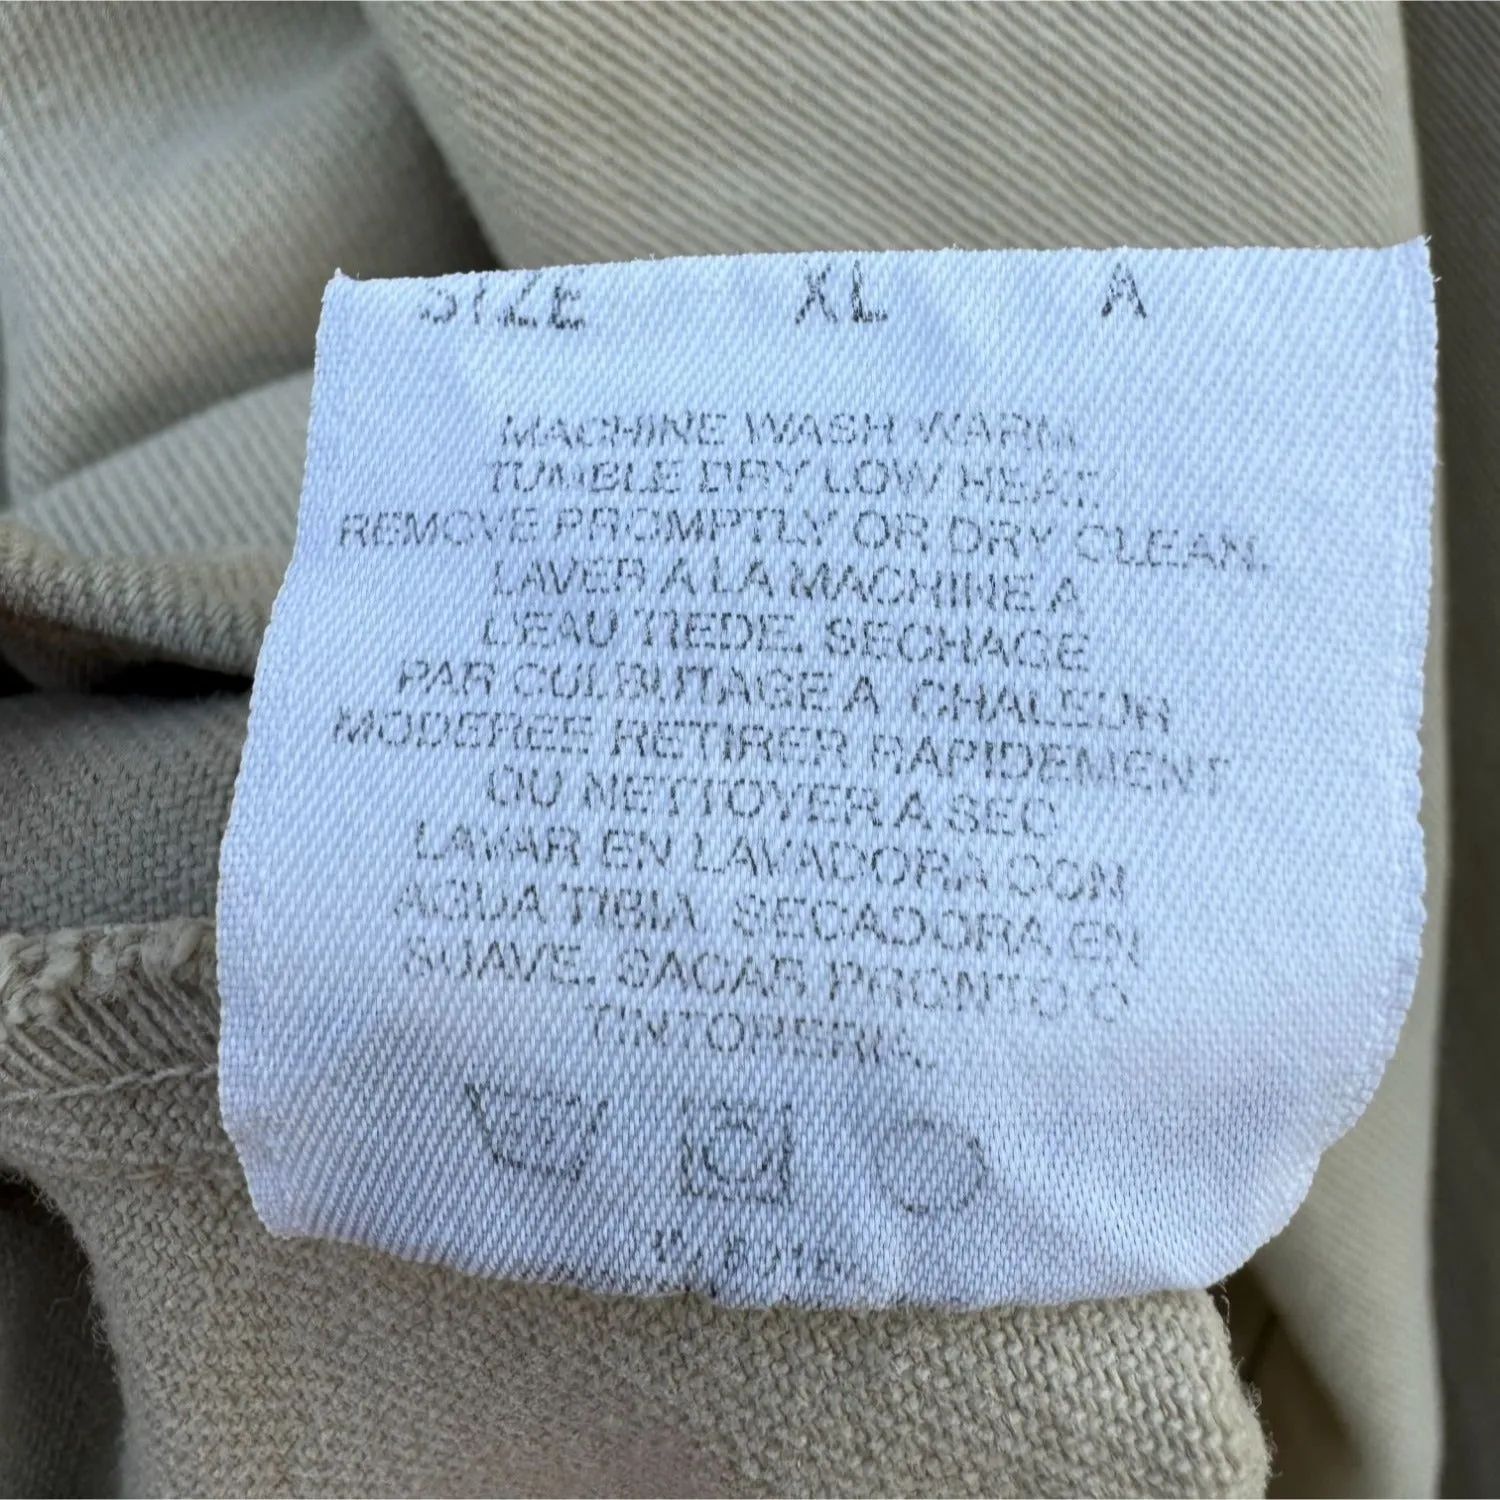 SIZE XL A
MACHINE WASH WARM,
TUMBLE DRY LOW HEAT.
REMOVE PROMPTLY OR DRY CLEAN.
LAVER A LA MACHINE A
L'EAU TIEDE. SECHAGE
PAR CULBUTAGE A CHALEUR
MODEREE RETIRER RAPIDEMENT
OU NETTOYER A SEC
LAVAR EN LAVADORA CON
AGUA TIBIA. SECADORA EN
SUAVE. SACAR PRONTO O
TINTORERIA.